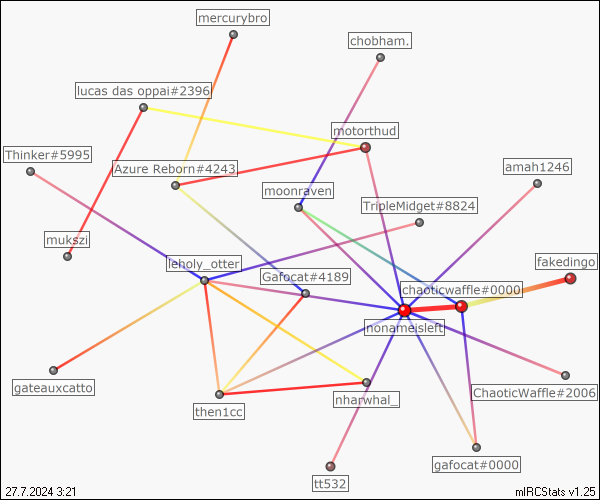 mercurybro
chobham.
lucas das oppai#2396
motorthud
Thinker#5995
Azure Reborn#4243
amah1246
moonraven
TripleMidget#8824
mukszi
leholy_otter
fakedingo
Gafocat#4189
chaoticwaffle#0000
nonameisleft
gateauxcatto
ChaoticWaffle#2006
nharwhal_
then1cc
gafocat#0000
tt532
27.7.2024 3:21
mIRCStats v1.25